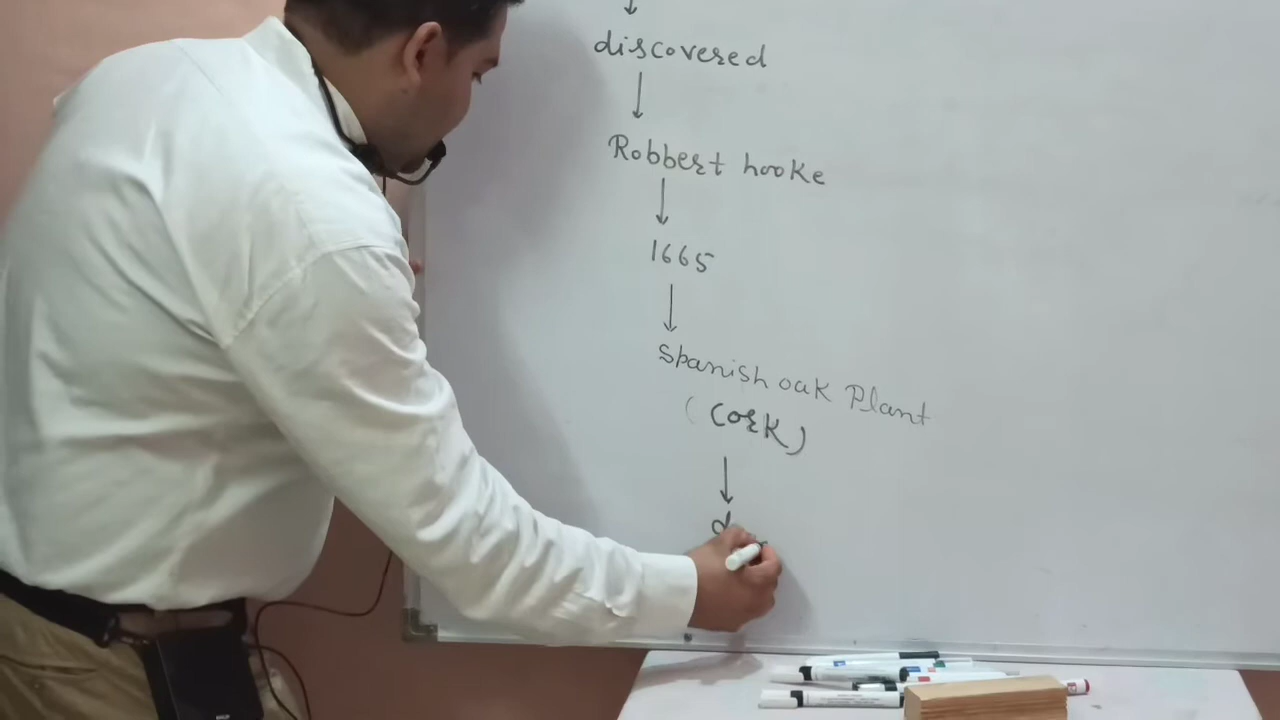 discovered
Robbert hooke
1665
Spanish oak Plant
(Cork)
d